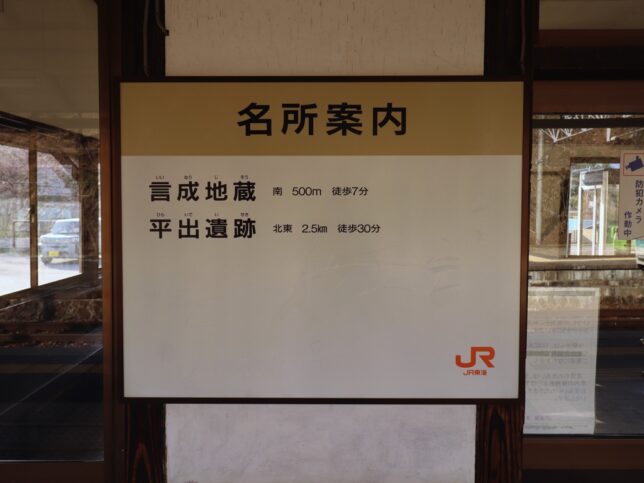 名所案内
いいなりじぞう
言成地蔵 南 500m 徒歩7分
ひらいでいせき
平出遺跡 北東 2.5km 徒歩30分
JR
JR東海
防犯カメラ
作動中